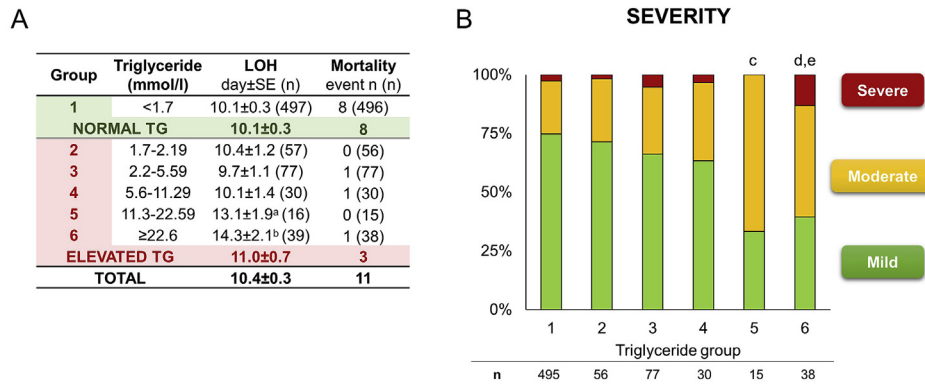 A
Group Triglyceride (mmol/l) LOH day±SE (n) Mortality event n (n)
1 <1.7 10.1±0.3 (497) 8 (496)
NORMAL TG 10.1±0.3 8
2 1.7-2.19 10.4±1.2 (57) 0 (56)
3 2.2-5.59 9.7±1.1 (77) 1 (77)
4 5.6-11.29 10.1±1.4 (30) 1 (30)
5 11.3-22.59 13.1±1.9ᵃ (16) 0 (15)
6 ≥22.6 14.3±2.1ᵇ (39) 1 (38)
ELEVATED TG 11.0±0.7 3
TOTAL 10.4±0.3 11
B
SEVERITY
c d,e
100%
75%
50%
25%
0%
1 2 3 4 5 6
Triglyceride group
n 495 56 77 30 15 38
Severe
Moderate
Mild